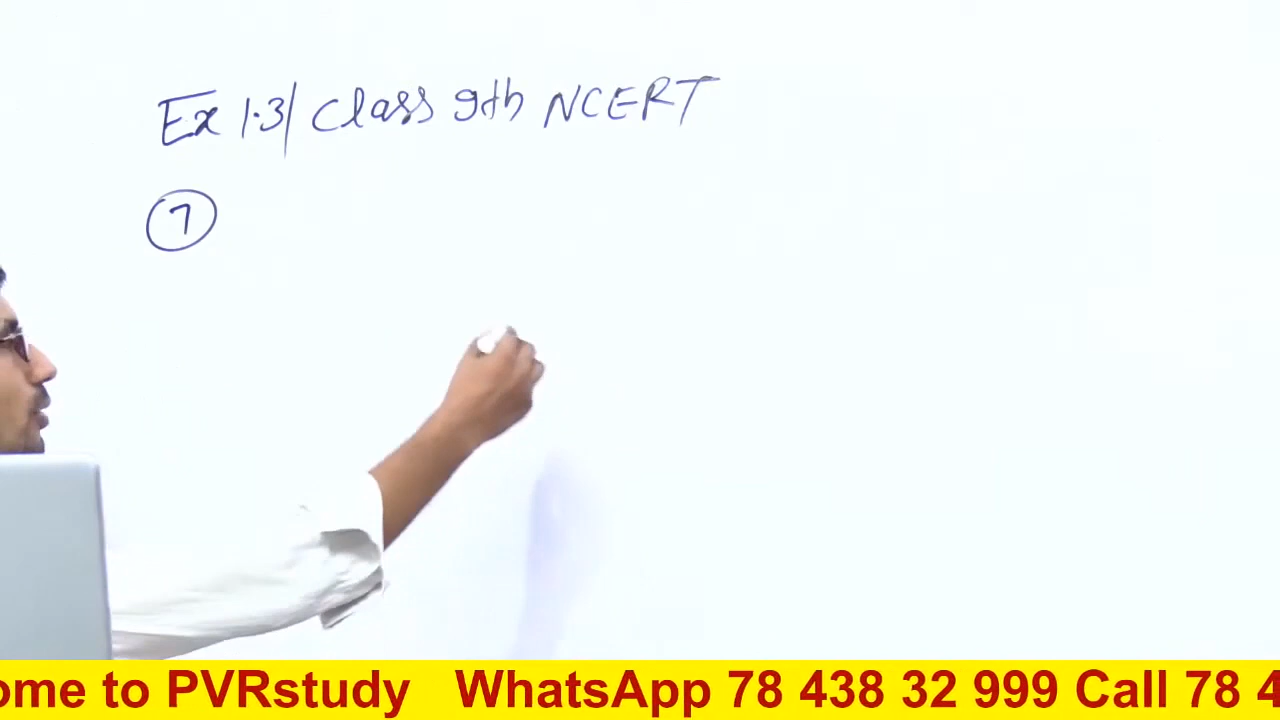 Ex 1.3| Class 9th NCERT
7
ome to PVRstudy WhatsApp 78 438 32 999 Call 78 4